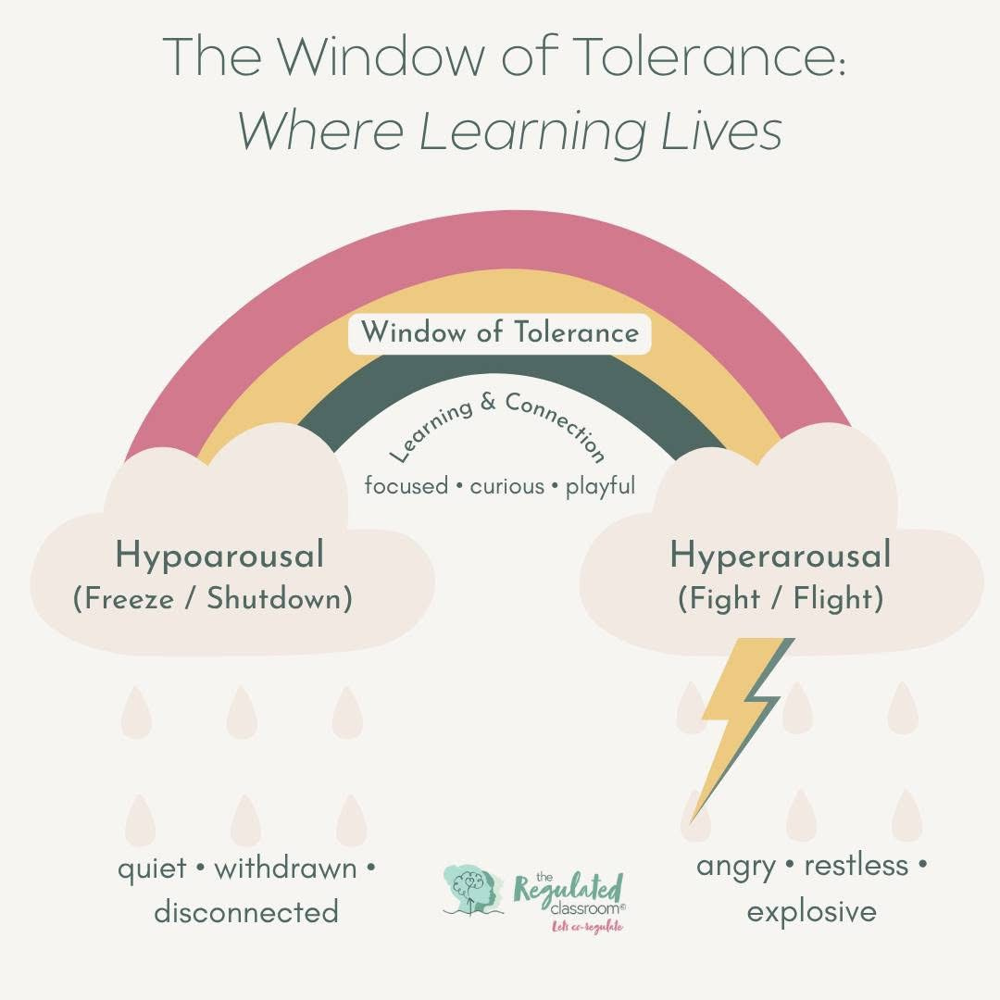 The Window of Tolerance:
Where Learning Lives
Window of Tolerance
Learning & Connection
focused • curious • playful
Hypoarousal
(Freeze / Shutdown)
Hyperarousal
(Fight / Flight)
quiet • withdrawn •
disconnected
angry • restless •
explosive
the
Regulated
classroom©
Let's co-regulate